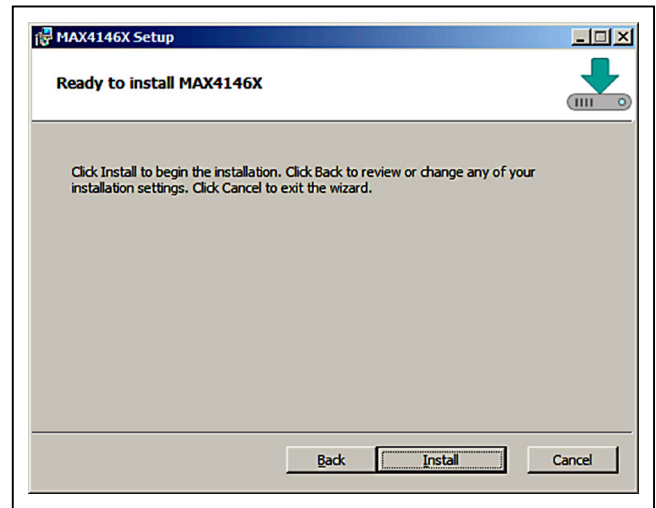 MAX4146X Setup
Ready to install MAX4146X
Click Install to begin the installation. Click Back to review or change any of your
installation settings. Click Cancel to exit the wizard.
Back Install Cancel